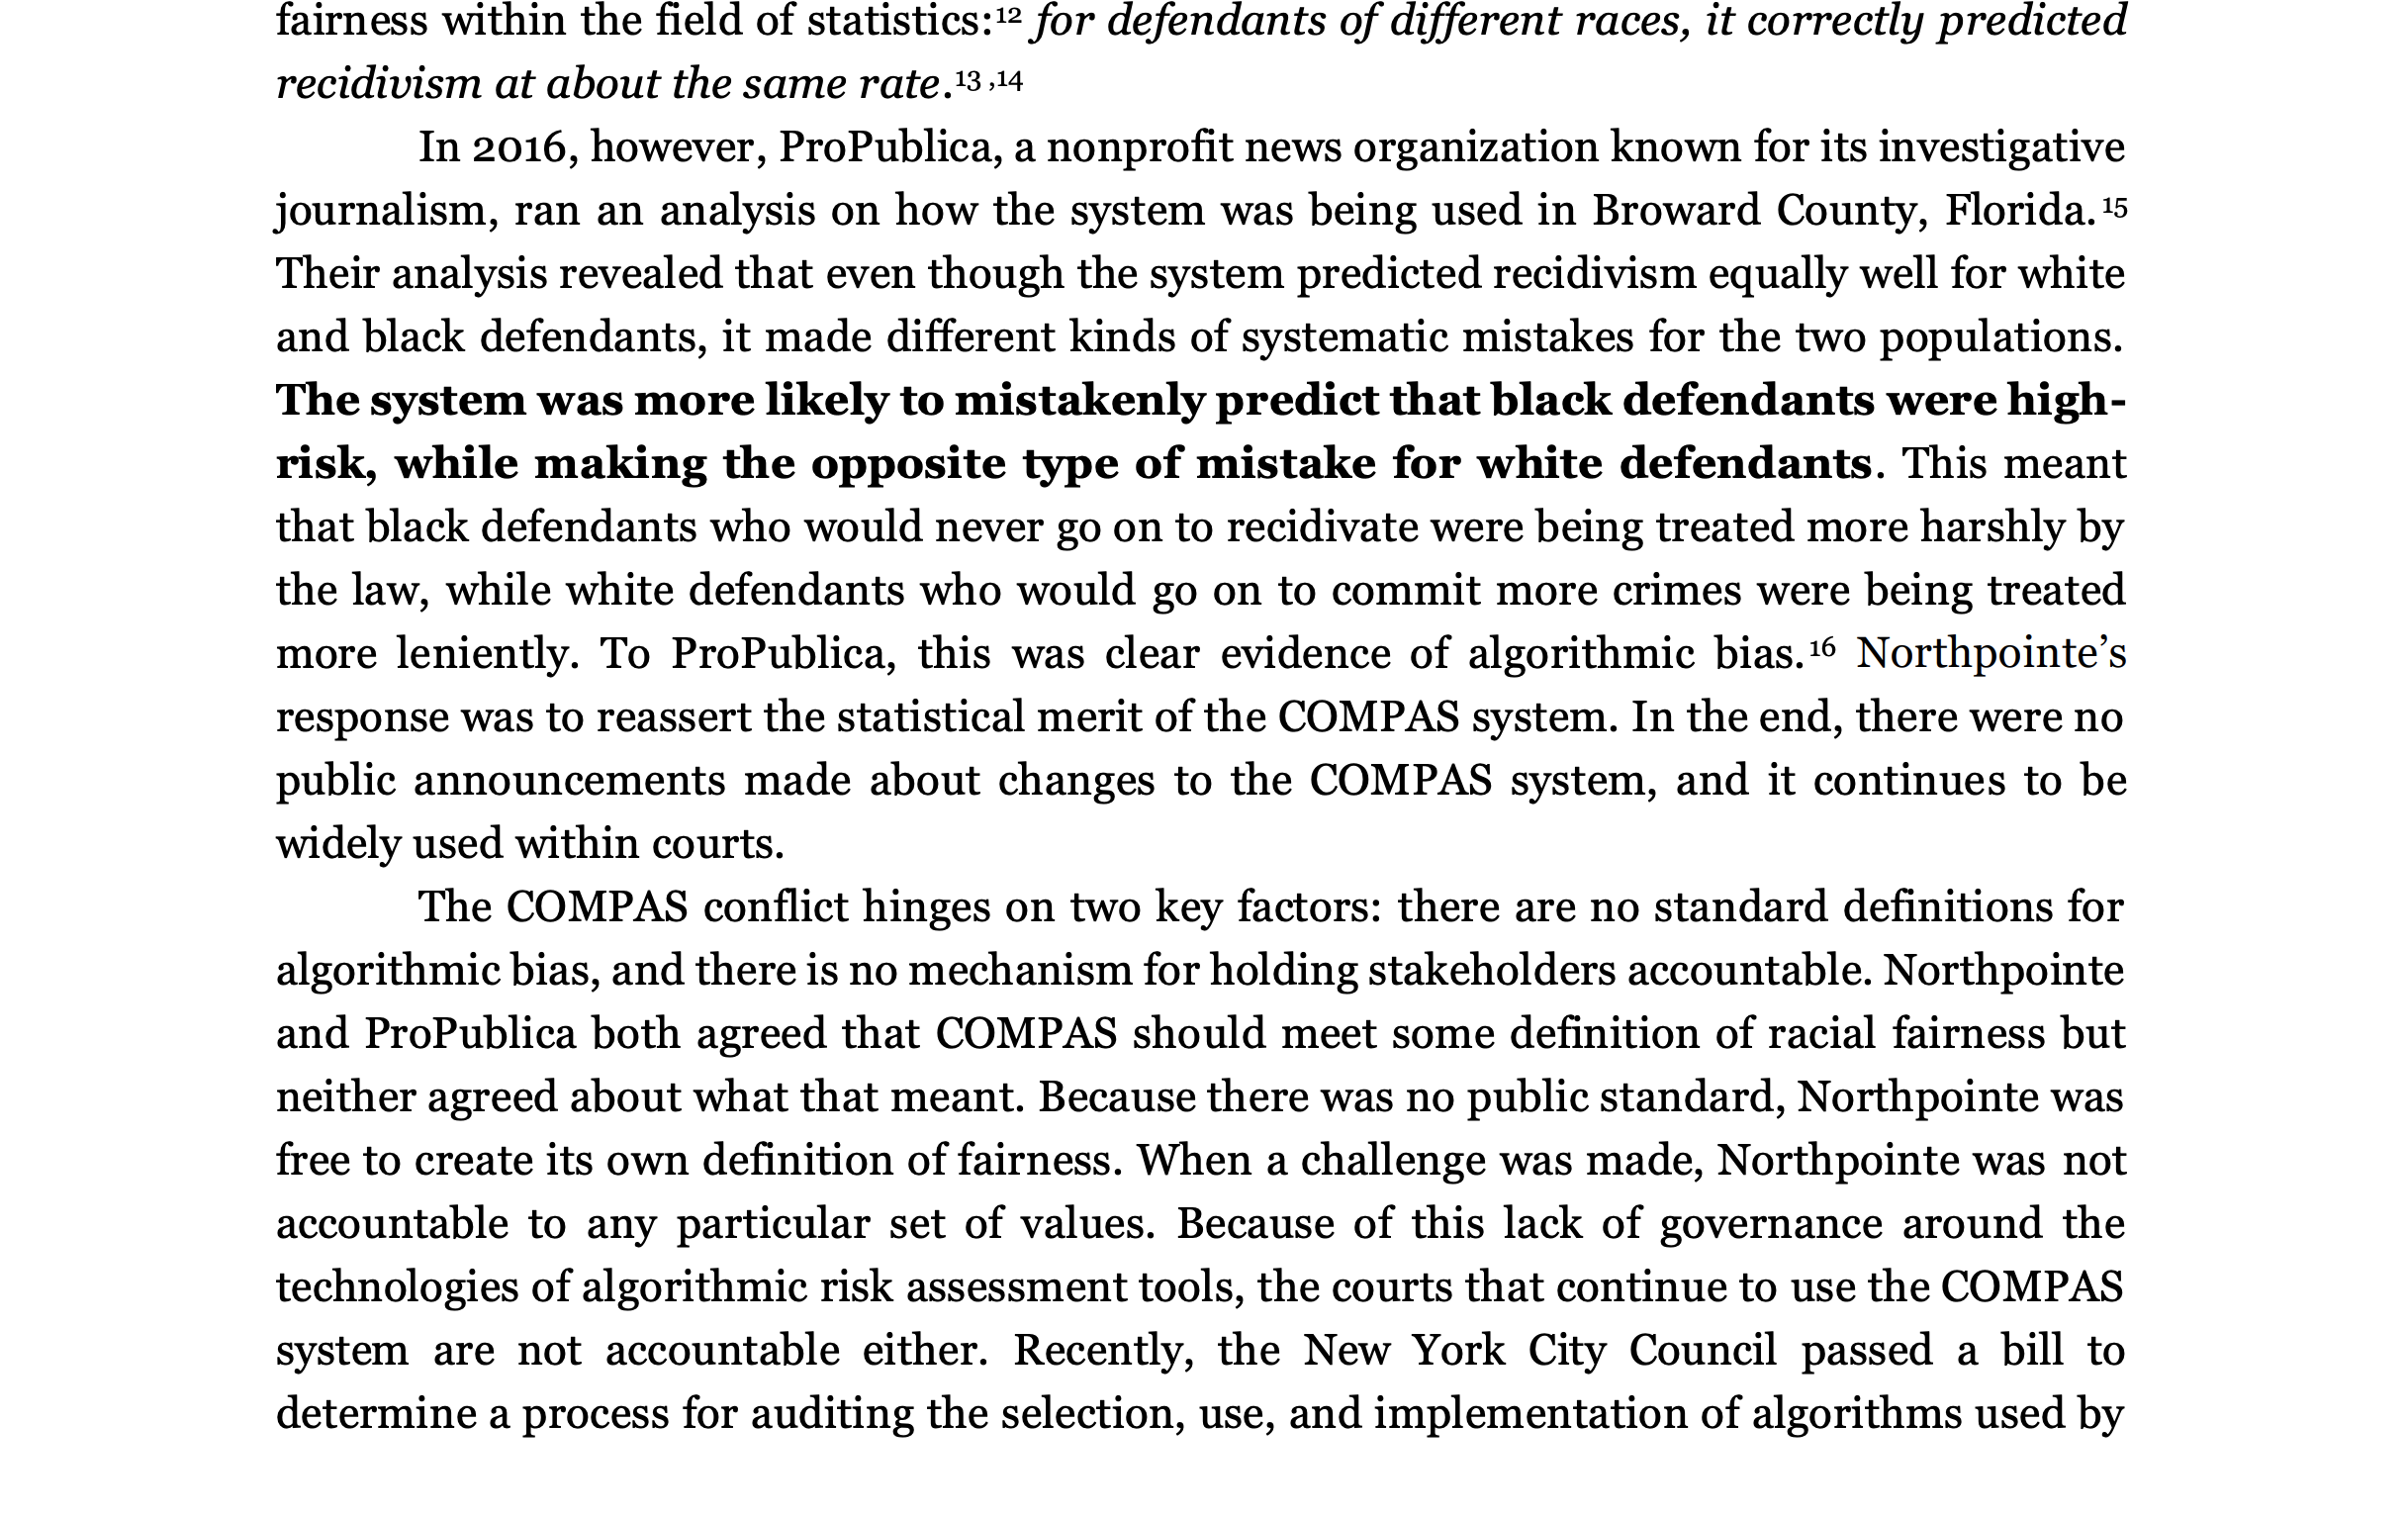 fairness within the field of statistics:12 for defendants of different races, it correctly predicted
recidivism at about the same rate.13 ,14
In 2016, however, ProPublica, a nonprofit news organization known for its investigative
journalism, ran an analysis on how the system was being used in Broward County, Florida.15
Their analysis revealed that even though the system predicted recidivism equally well for white
and black defendants, it made different kinds of systematic mistakes for the two populations.
The system was more likely to mistakenly predict that black defendants were high-
risk, while making the opposite type of mistake for white defendants. This meant
that black defendants who would never go on to recidivate were being treated more harshly by
the law, while white defendants who would go on to commit more crimes were being treated
more leniently. To ProPublica, this was clear evidence of algorithmic bias.16 Northpointe’s
response was to reassert the statistical merit of the COMPAS system. In the end, there were no
public announcements made about changes to the COMPAS system, and it continues to be
widely used within courts.
The COMPAS conflict hinges on two key factors: there are no standard definitions for
algorithmic bias, and there is no mechanism for holding stakeholders accountable. Northpointe
and ProPublica both agreed that COMPAS should meet some definition of racial fairness but
neither agreed about what that meant. Because there was no public standard, Northpointe was
free to create its own definition of fairness. When a challenge was made, Northpointe was not
accountable to any particular set of values. Because of this lack of governance around the
technologies of algorithmic risk assessment tools, the courts that continue to use the COMPAS
system are not accountable either. Recently, the New York City Council passed a bill to
determine a process for auditing the selection, use, and implementation of algorithms used by